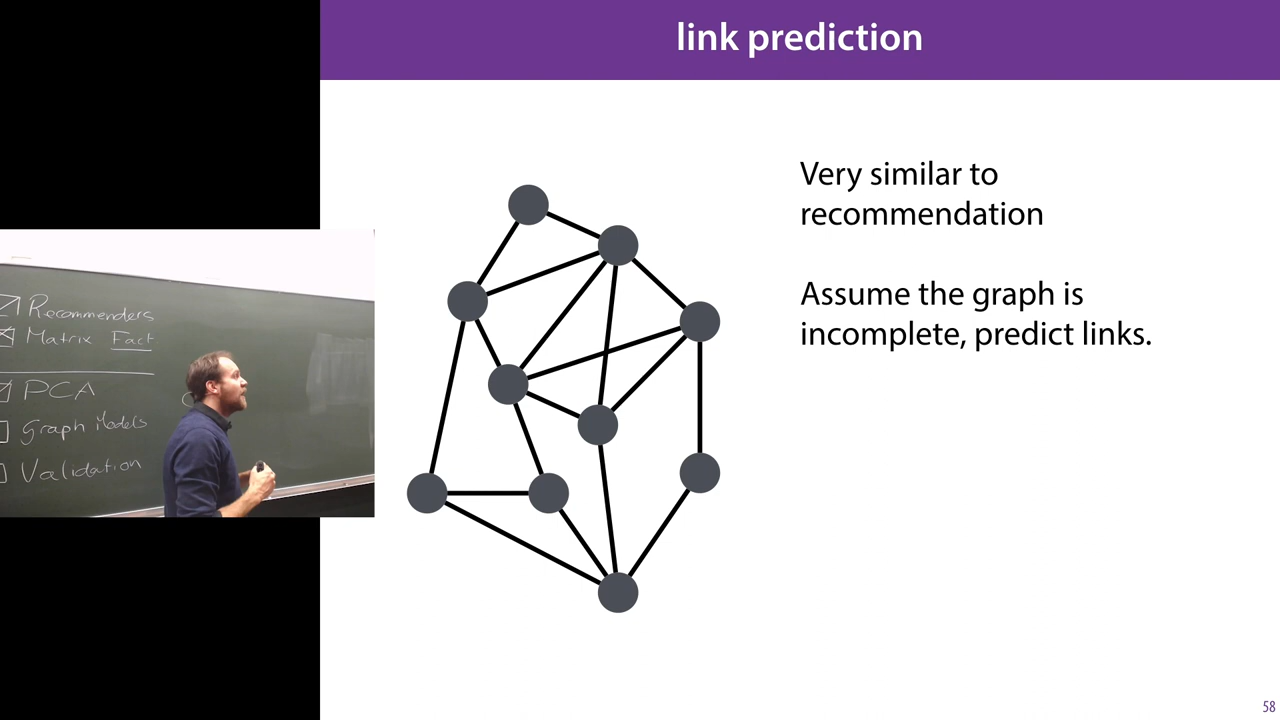 link prediction
Very similar to
recommendation
Assume the graph is
incomplete, predict links.
Recommenders
Matrix Fact
PCA
Graph Models
Validation
58